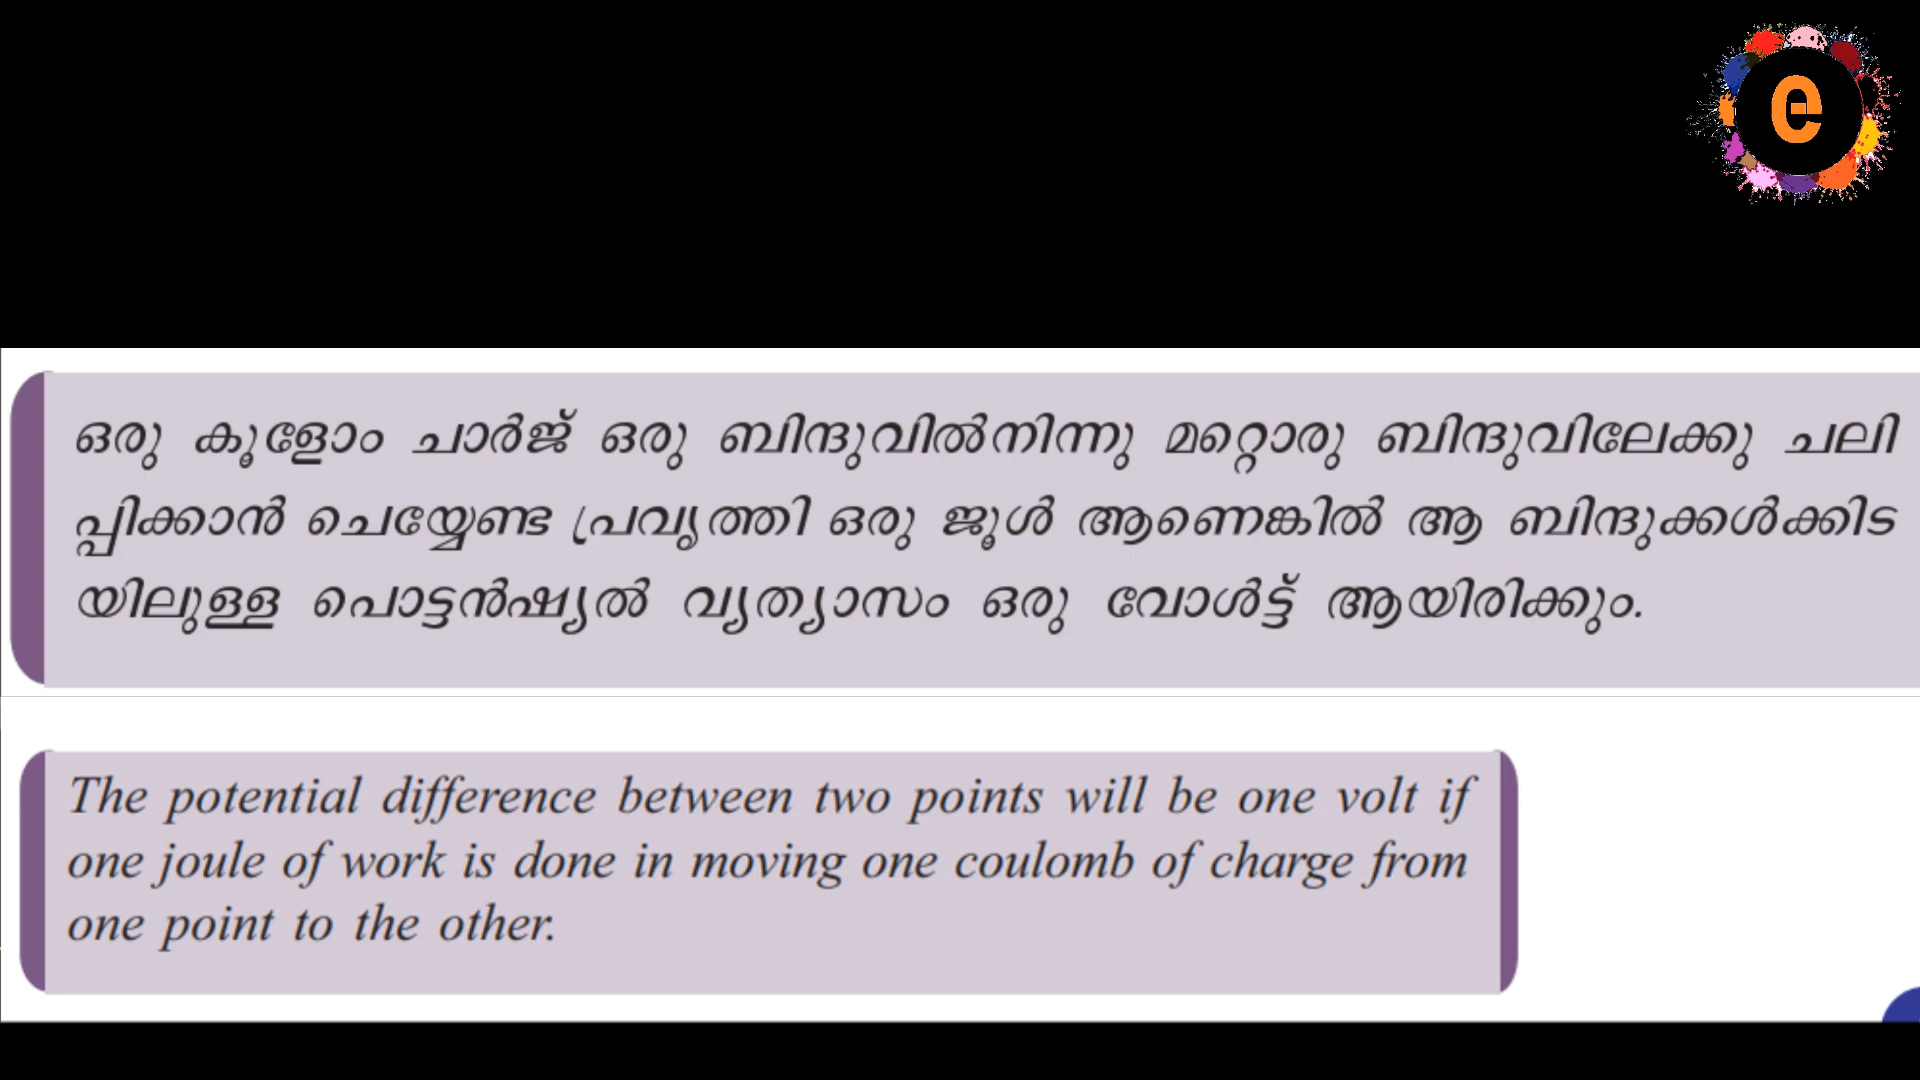 e
ഒരു കൂളോം ചാർജ് ഒരു ബിന്ദുവിൽനിന്നു മറ്റൊരു ബിന്ദുവിലേക്കു ചലി
പ്പിക്കാൻ ചെയ്യേണ്ട പ്രവൃത്തി ഒരു ജൂൾ ആണെങ്കിൽ ആ ബിന്ദുക്കൾക്കിട
യിലുള്ള പൊട്ടൻഷ്യൽ വ്യത്യാസം ഒരു വോൾട്ട് ആയിരിക്കും.
The potential difference between two points will be one volt if
one joule of work is done in moving one coulomb of charge from
one point to the other.